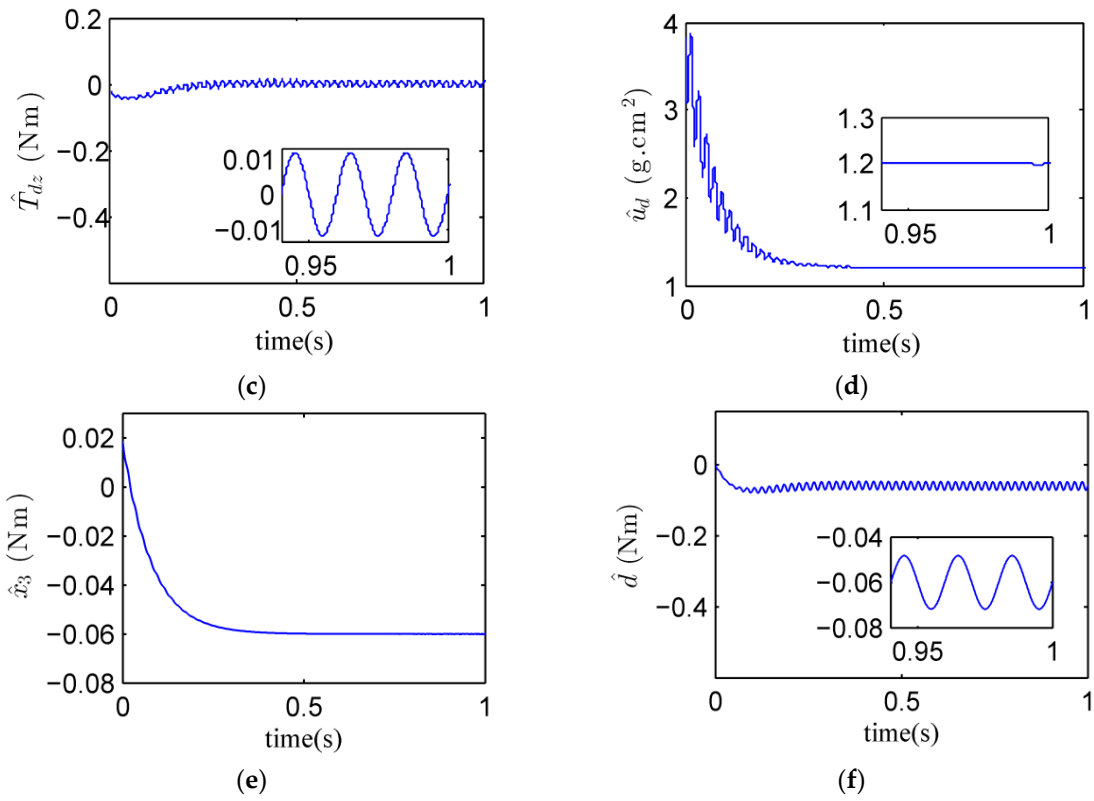 0.2
0
−0.2
−0.4
T̂dz (Nm)
0.01
0
−0.01
0.95 1
0 0.5 1
time(s)
(c)
4
3
2
1
ûd (g.cm²)
1.3
1.2
1.1
0.95 1
0 0.5 1
time(s)
(d)
0.02
0
−0.02
−0.04
−0.06
−0.08
x̂3 (Nm)
0 0.5 1
time(s)
(e)
0
−0.2
−0.4
d̂ (Nm)
−0.04
−0.06
−0.08
0.95 1
0 0.5 1
time(s)
(f)